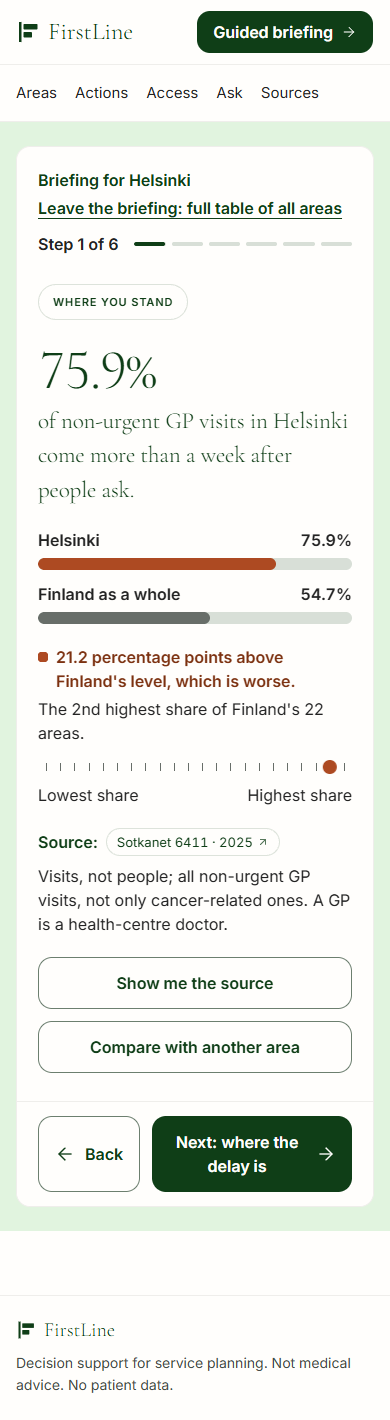 FirstLine
Guided briefing →
Areas Actions Access Ask Sources
Briefing for Helsinki
Leave the briefing: full table of all areas
Step 1 of 6
WHERE YOU STAND
75.9%
of non-urgent GP visits in Helsinki
come more than a week after
people ask.
Helsinki 75.9%
Finland as a whole 54.7%
21.2 percentage points above
Finland's level, which is worse.
The 2nd highest share of Finland's 22
areas.
Lowest share Highest share
Source: Sotkanet 6411 · 2025 ↗
Visits, not people; all non-urgent GP
visits, not only cancer-related ones. A GP
is a health-centre doctor.
Show me the source
Compare with another area
← Back
Next: where the
delay is →
FirstLine
Decision support for service planning. Not medical
advice. No patient data.